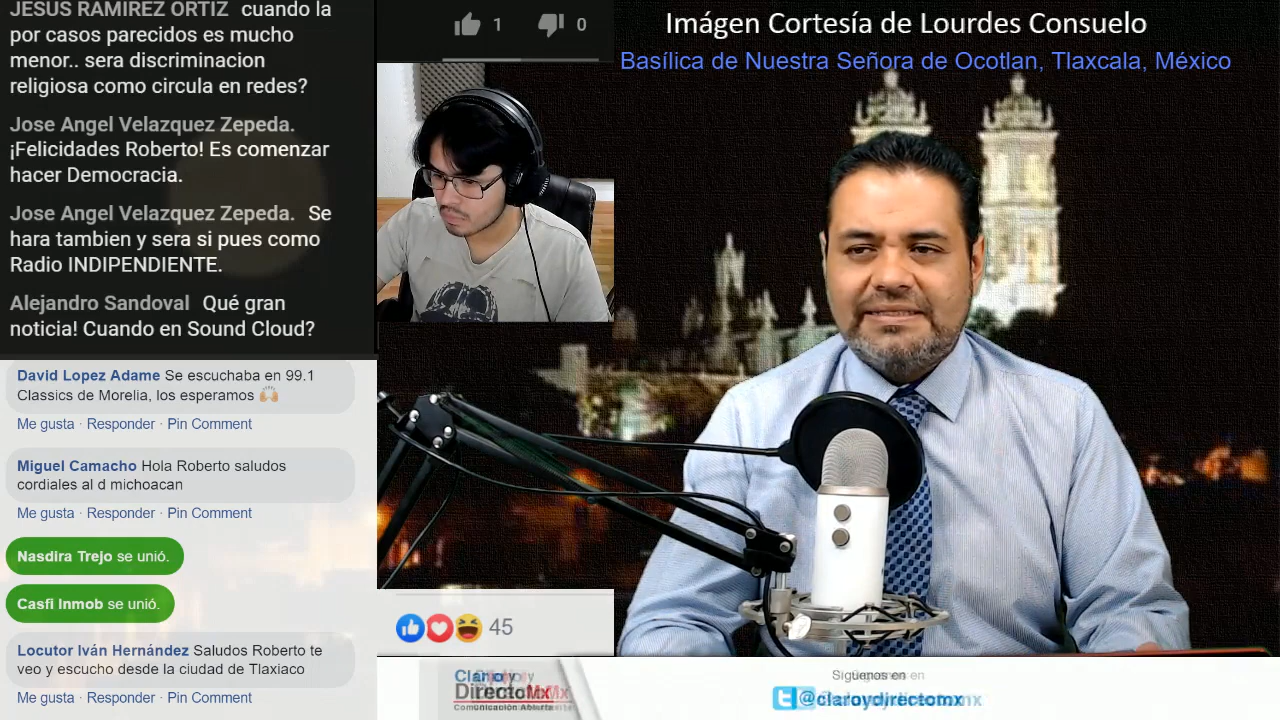 JESUS RAMIREZ ORTIZ cuando la
por casos parecidos es mucho
menor.. sera discriminacion
religiosa como circula en redes?
Jose Angel Velazquez Zepeda.
¡Felicidades Roberto! Es comenzar
hacer Democracia.
Jose Angel Velazquez Zepeda. Se
hara tambien y sera si pues como
Radio INDIPENDIENTE.
Alejandro Sandoval Qué gran
noticia! Cuando en Sound Cloud?
David Lopez Adame Se escuchaba en 99.1
Classics de Morelia, los esperamos 🙌🏼
Me gusta · Responder · Pin Comment
Miguel Camacho Hola Roberto saludos
cordiales al d michoacan
Me gusta · Responder · Pin Comment
Nasdira Trejo se unió.
Casfi Inmob se unió.
Locutor Iván Hernández Saludos Roberto te
veo y escucho desde la ciudad de Tlaxiaco
Me gusta · Responder · Pin Comment
1 0
45
Imágen Cortesía de Lourdes Consuelo
Basílica de Nuestra Señora de Ocotlan, Tlaxcala, México
Claro y
DirectoMx
Comunicación Abierta
Siguenos en
@claroydirectomx